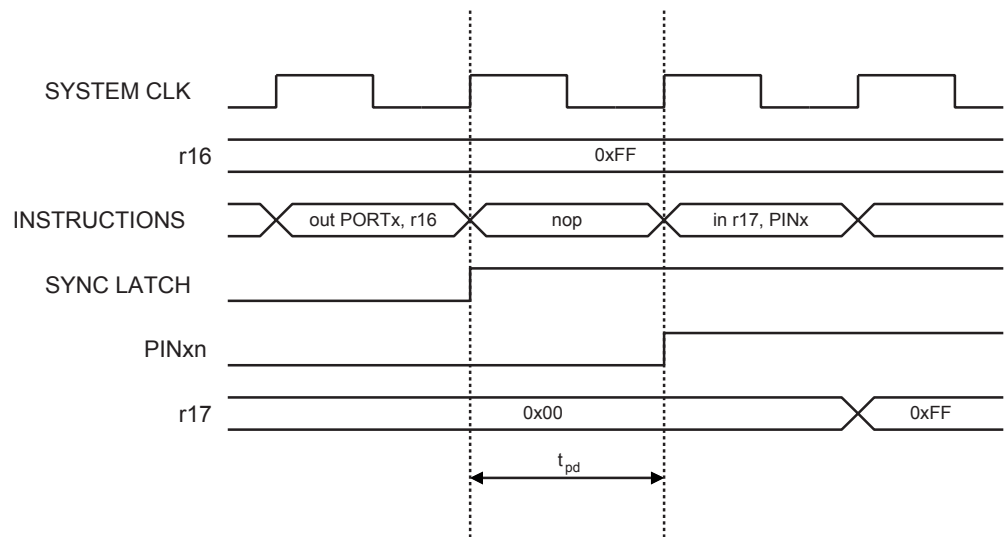 SYSTEM CLK
r16
0xFF
INSTRUCTIONS
out PORTx, r16
nop
in r17, PINx
SYNC LATCH
PINxn
r17
0x00
0xFF
tpd